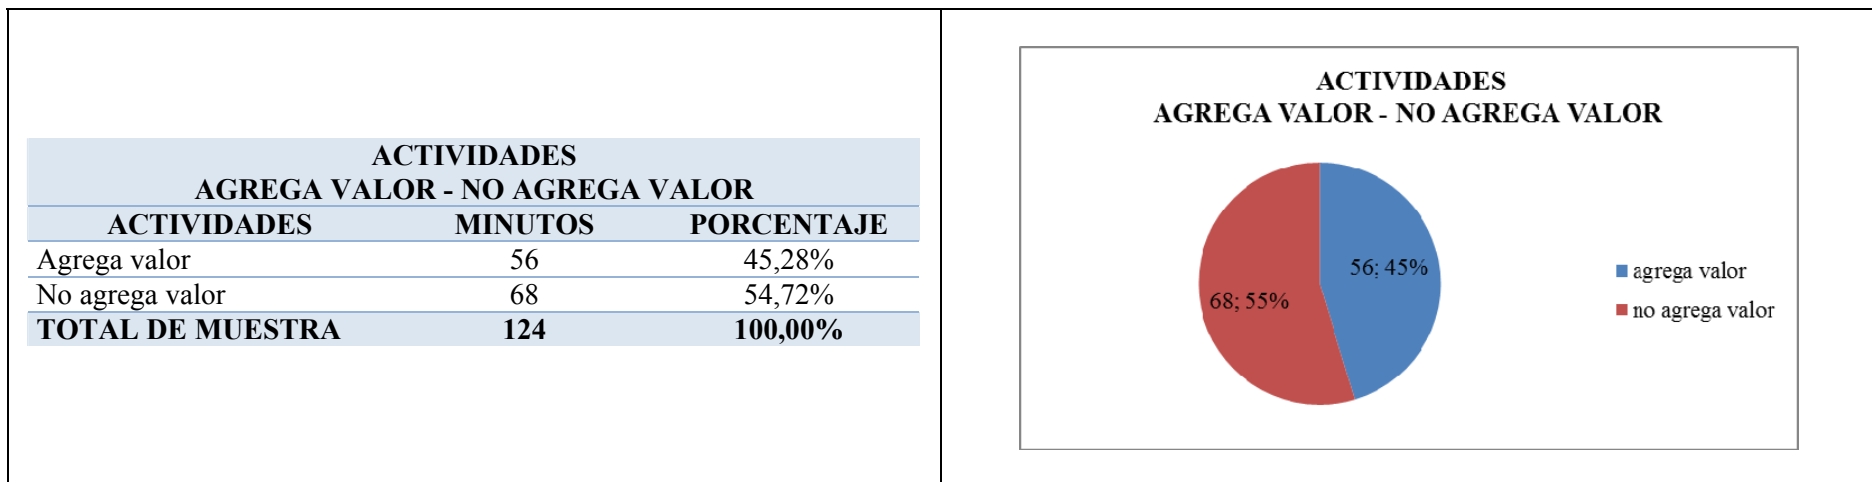 ACTIVIDADES
AGREGA VALOR - NO AGREGA VALOR
ACTIVIDADES MINUTOS PORCENTAJE
Agrega valor 56 45,28%
No agrega valor 68 54,72%
TOTAL DE MUESTRA 124 100,00%
ACTIVIDADES
AGREGA VALOR - NO AGREGA VALOR
56; 45%
68; 55%
agrega valor
no agrega valor